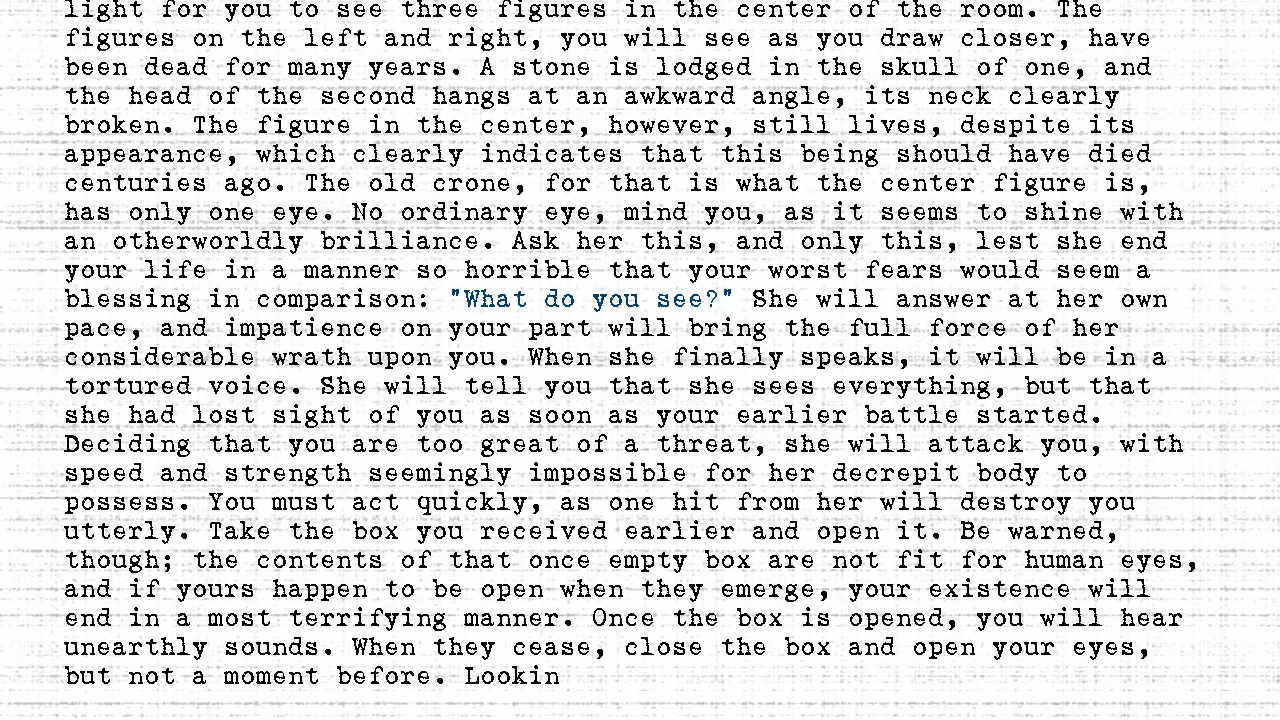 light for you to see three figures in the center of the room. The
figures on the left and right, you will see as you draw closer, have
been dead for many years. A stone is lodged in the skull of one, and
the head of the second hangs at an awkward angle, its neck clearly
broken. The figure in the center, however, still lives, despite its
appearance, which clearly indicates that this being should have died
centuries ago. The old crone, for that is what the center figure is,
has only one eye. No ordinary eye, mind you, as it seems to shine with
an otherworldly brilliance. Ask her this, and only this, lest she end
your life in a manner so horrible that your worst fears would seem a
blessing in comparison: "What do you see?" She will answer at her own
pace, and impatience on your part will bring the full force of her
considerable wrath upon you. When she finally speaks, it will be in a
tortured voice. She will tell you that she sees everything, but that
she had lost sight of you as soon as your earlier battle started.
Deciding that you are too great of a threat, she will attack you, with
speed and strength seemingly impossible for her decrepit body to
possess. You must act quickly, as one hit from her will destroy you
utterly. Take the box you received earlier and open it. Be warned,
though; the contents of that once empty box are not fit for human eyes,
and if yours happen to be open when they emerge, your existence will
end in a most terrifying manner. Once the box is opened, you will hear
unearthly sounds. When they cease, close the box and open your eyes,
but not a moment before. Lookin